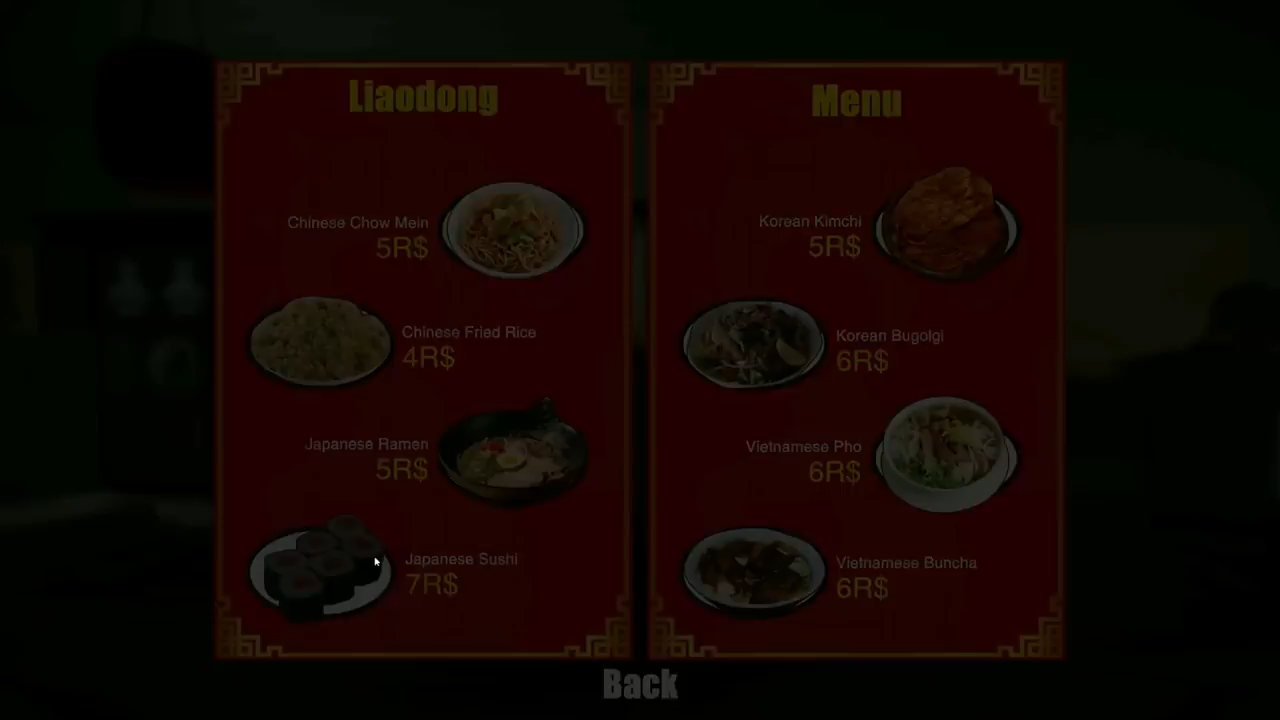 Liaodong
Chinese Chow Mein
5R$
Chinese Fried Rice
4R$
Japanese Ramen
5R$
Japanese Sushi
7R$
Menu
Korean Kimchi
5R$
Korean Bugolgi
6R$
Vietnamese Pho
6R$
Vietnamese Buncha
6R$
Back